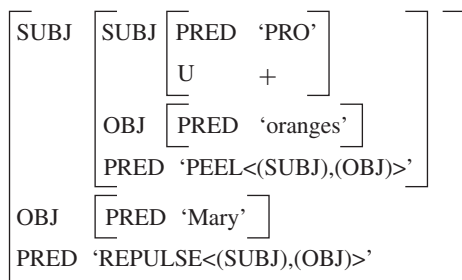 SUBJ SUBJ PRED ‘PRO’
U +
OBJ PRED ‘oranges’
PRED ‘PEEL<(SUBJ),(OBJ)>’
OBJ PRED ‘Mary’
PRED ‘REPULSE<(SUBJ),(OBJ)>’